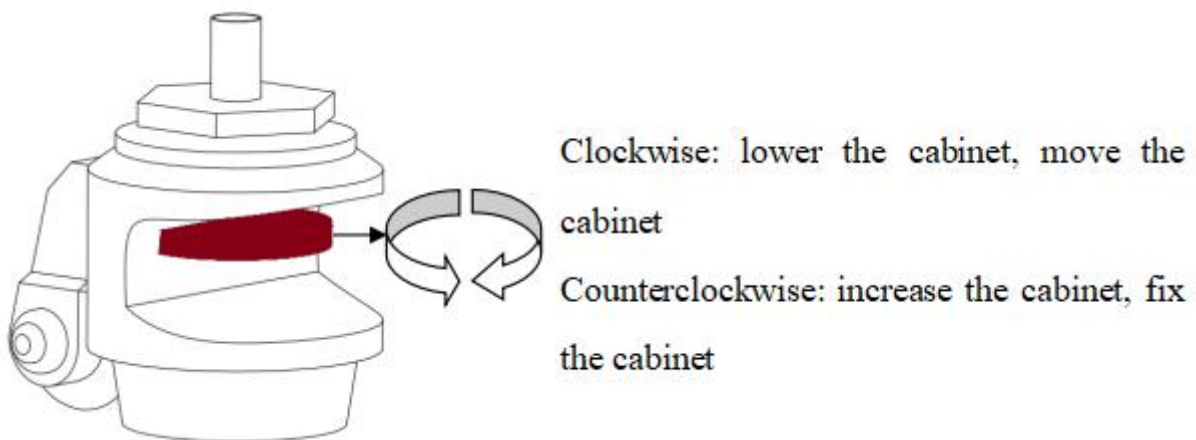 Clockwise: lower the cabinet, move the
cabinet
Counterclockwise: increase the cabinet, fix
the cabinet